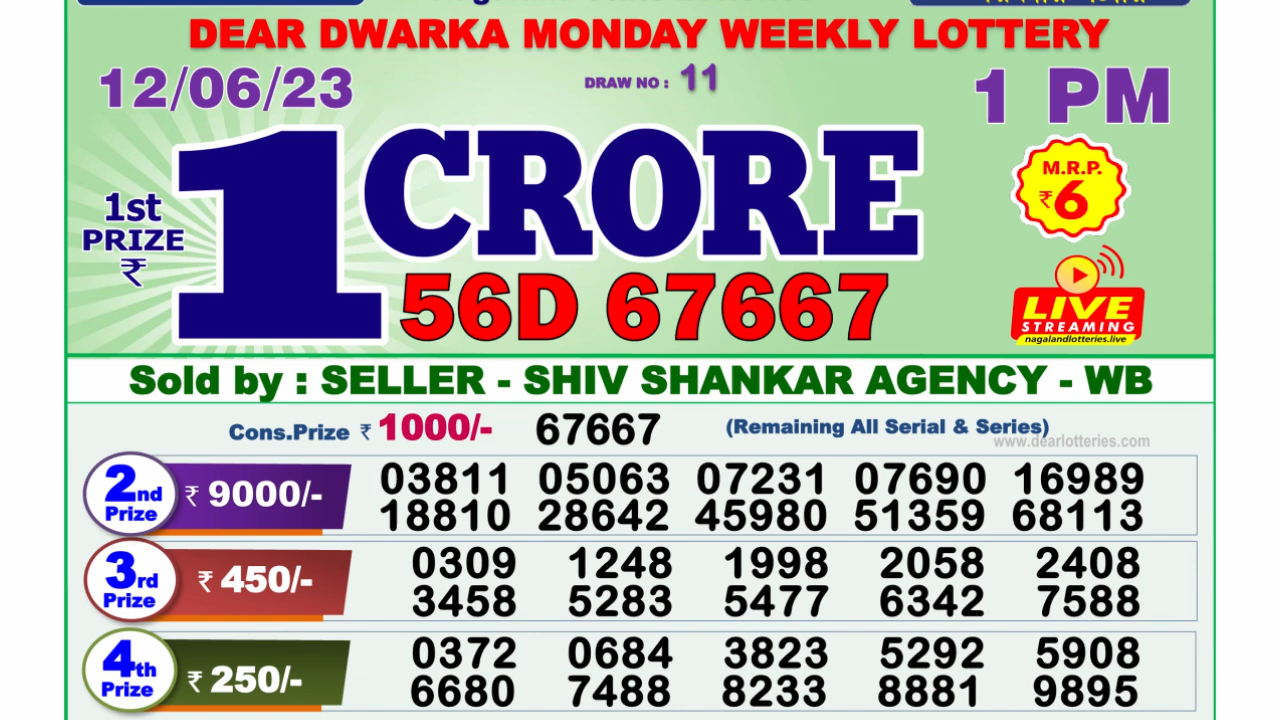 DEAR DWARKA MONDAY WEEKLY LOTTERY
12/06/23
DRAW NO : 11
1 PM
1st
PRIZE
₹
1 CRORE
56D 67667
M.R.P.
₹6
LIVE
STREAMING
nagalandlotteries.live
Sold by : SELLER - SHIV SHANKAR AGENCY - WB
Cons.Prize ₹ 1000/- 67667 (Remaining All Serial & Series)
www.dearlotteries.com
2nd Prize ₹ 9000/-
03811 05063 07231 07690 16989
18810 28642 45980 51359 68113
3rd Prize ₹ 450/-
0309 1248 1998 2058 2408
3458 5283 5477 6342 7588
4th Prize ₹ 250/-
0372 0684 3823 5292 5908
6680 7488 8233 8881 9895